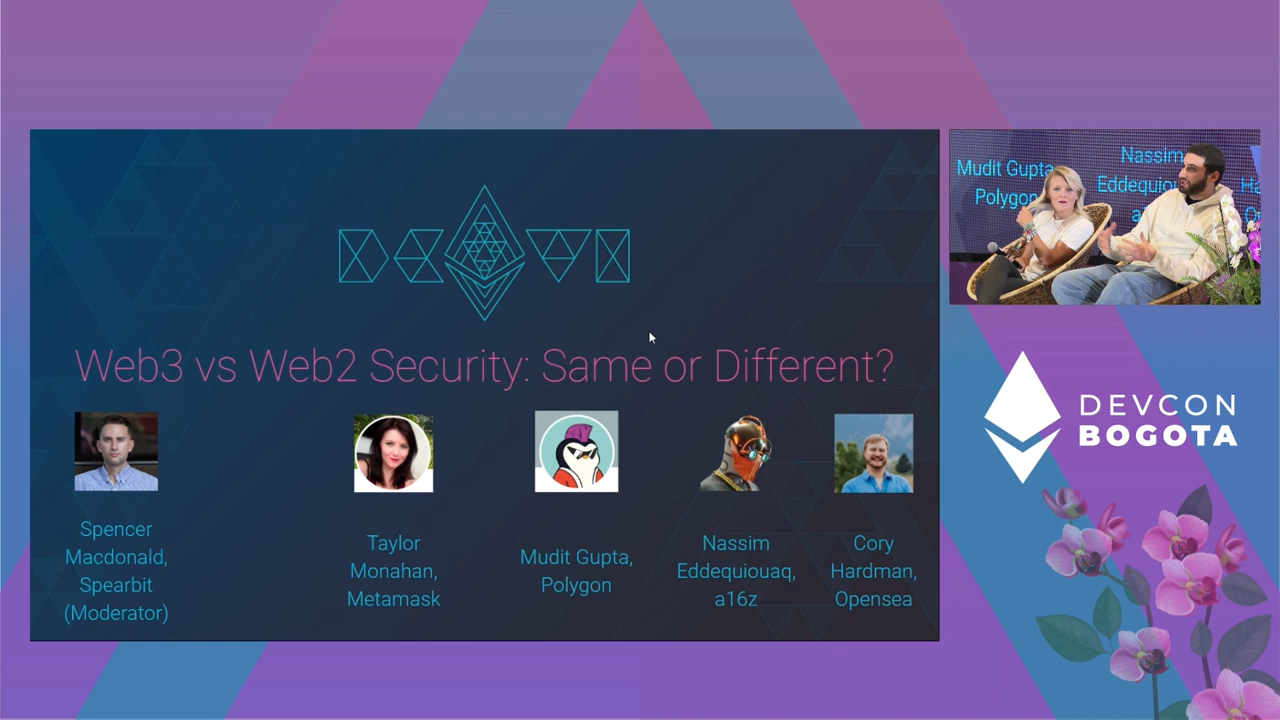 DEVVI
Web3 vs Web2 Security: Same or Different?
Spencer
Macdonald,
Spearbit
(Moderator)
Taylor
Monahan,
Metamask
Mudit Gupta,
Polygon
Nassim
Eddequiouaq,
a16z
Cory
Hardman,
Opensea
Mudit Gupta
Polygon
Nassim
DEVCON
BOGOTA